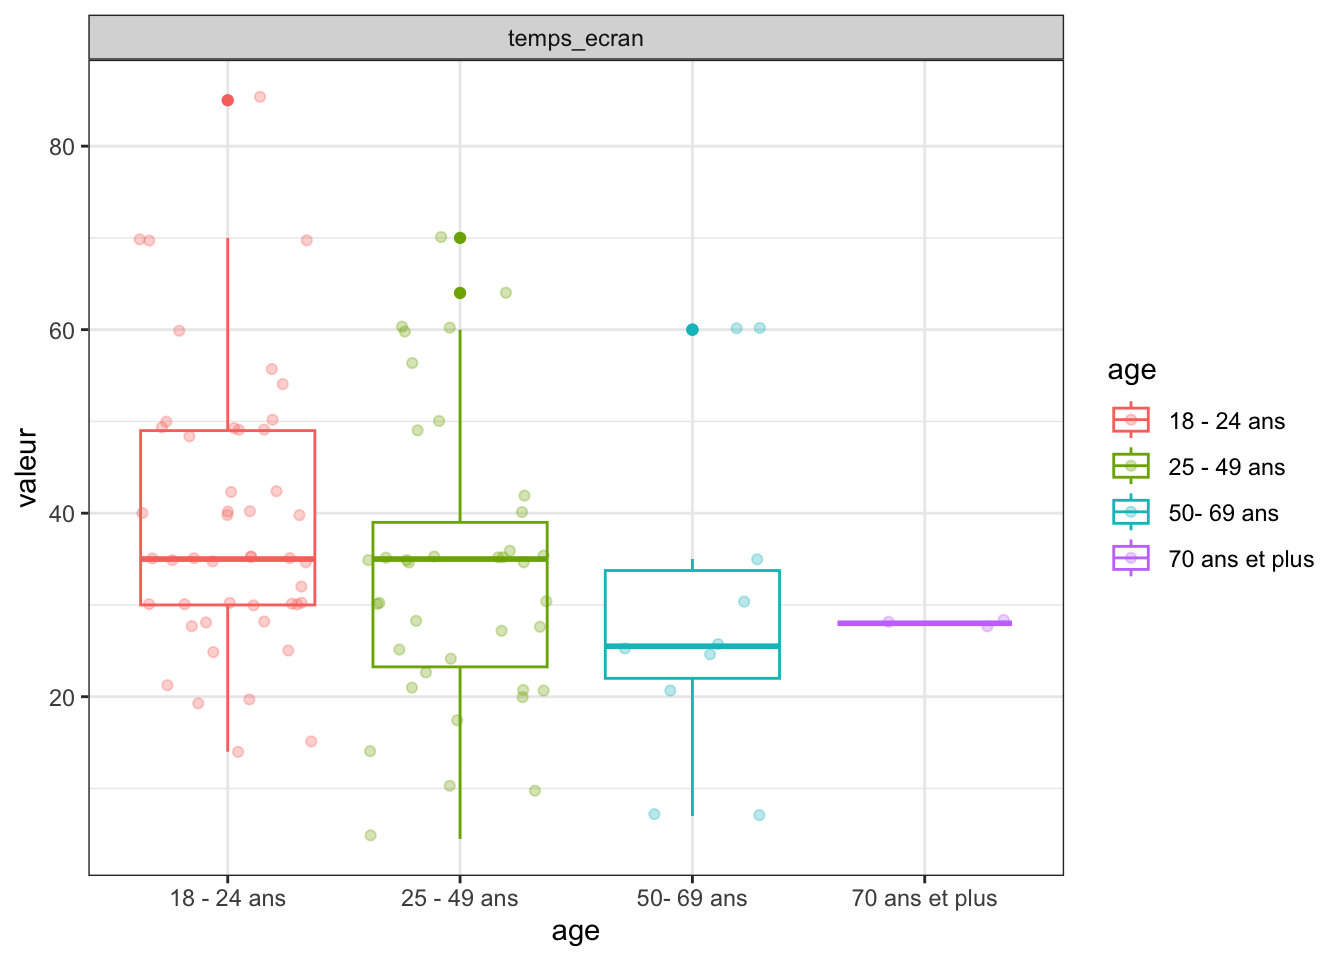 temps_ecran
80
60
40
20
valeur
18 - 24 ans
25 - 49 ans
50- 69 ans
70 ans et plus
age
age
18 - 24 ans
25 - 49 ans
50- 69 ans
70 ans et plus